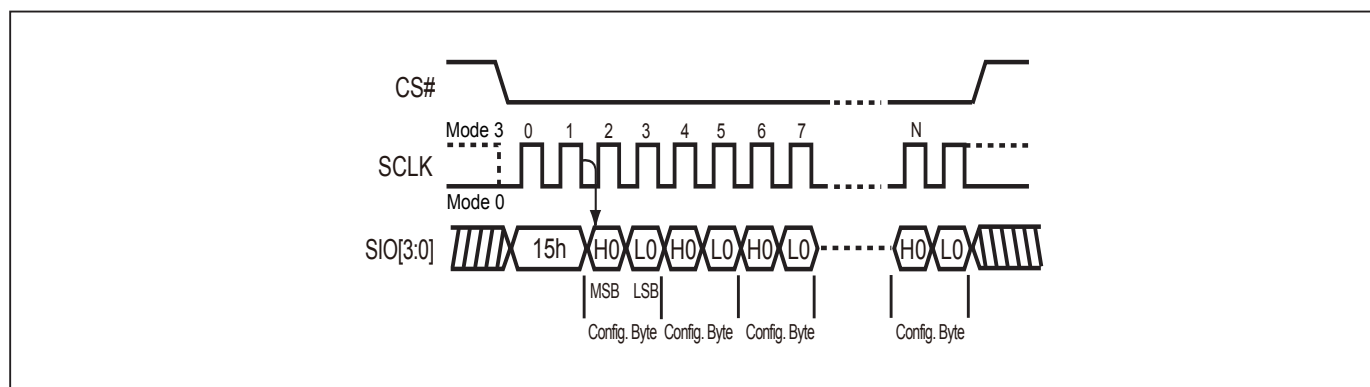 CS#
Mode 3 0 1 2 3 4 5 6 7 N
SCLK
Mode 0
SIO[3:0] 15h H0 L0 H0 L0 H0 L0 H0 L0
MSB LSB
Config. Byte Config. Byte Config. Byte Config. Byte